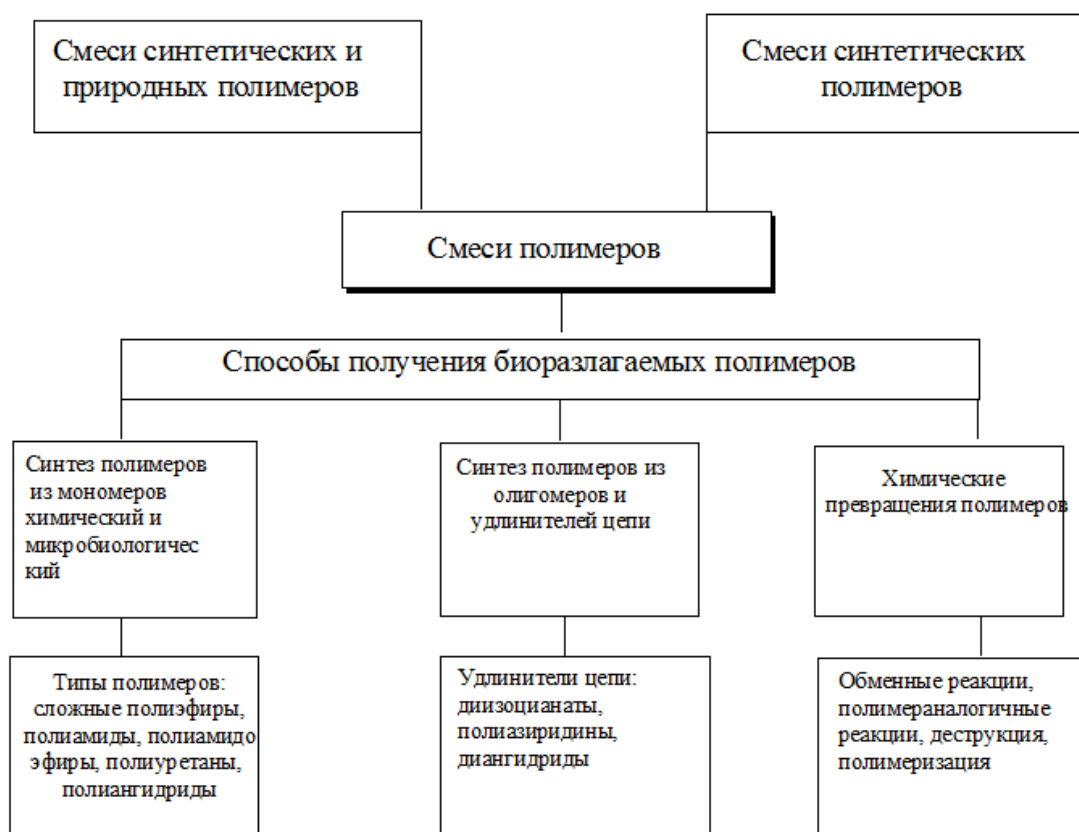 Смеси синтетических и
природных полимеров
Смеси синтетических
полимеров
Смеси полимеров
Способы получения биоразлагаемых полимеров
Синтез полимеров
из мономеров
химический и
микробиологичес
кий
Синтез полимеров из
олигомеров и
удлинителей цепи
Химические
превращения полимеров
Типы полимеров:
сложные полиэфиры,
полиамиды, полиамидо
эфиры, полиуретаны,
полиангидриды
Удлинители цепи:
диизоцианаты,
полиазиридины,
диангидриды
Обменные реакции,
полимераналогичные
реакции, деструкция,
полимеризация